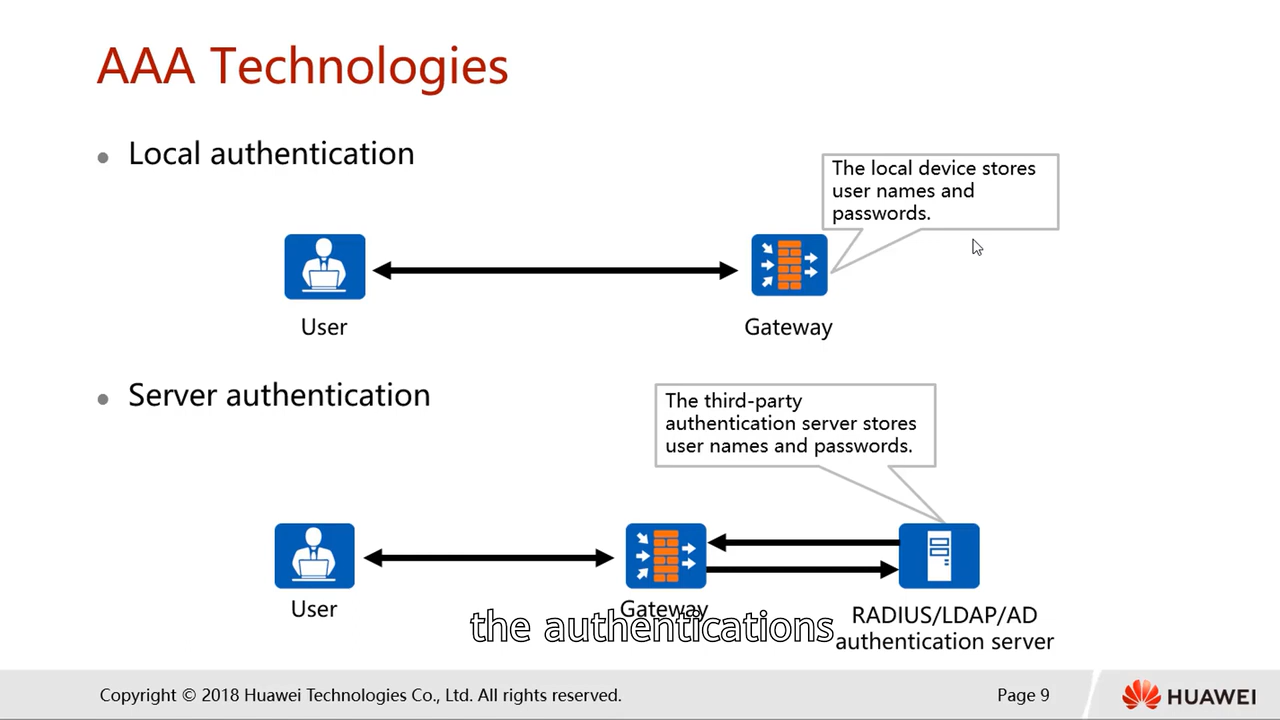 AAA Technologies
• Local authentication
The local device stores
user names and
passwords.
User
Gateway
• Server authentication
The third-party
authentication server stores
user names and passwords.
User
Gateway
RADIUS/LDAP/AD
authentication server
the authentications
Copyright © 2018 Huawei Technologies Co., Ltd. All rights reserved.
Page 9
HUAWEI